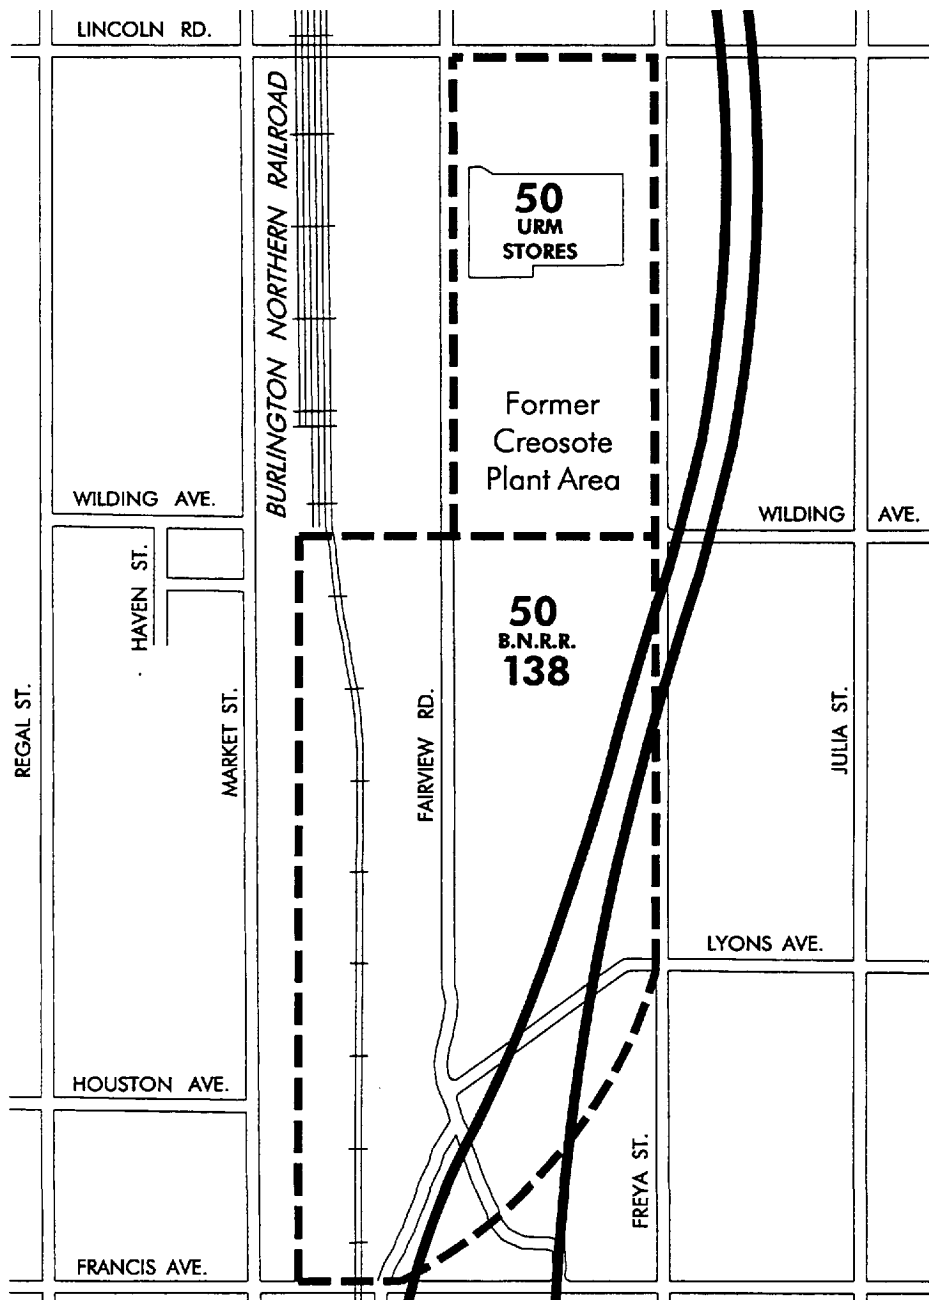 LINCOLN RD.
BURLINGTON NORTHERN RAILROAD
50
URM
STORES
Former
Creosote
Plant Area
WILDING AVE.
WILDING AVE.
HAVEN ST.
50
B.N.R.R.
138
REGAL ST.
MARKET ST.
FAIRVIEW RD.
JULIA ST.
LYONS AVE.
HOUSTON AVE.
FREYA ST.
FRANCIS AVE.